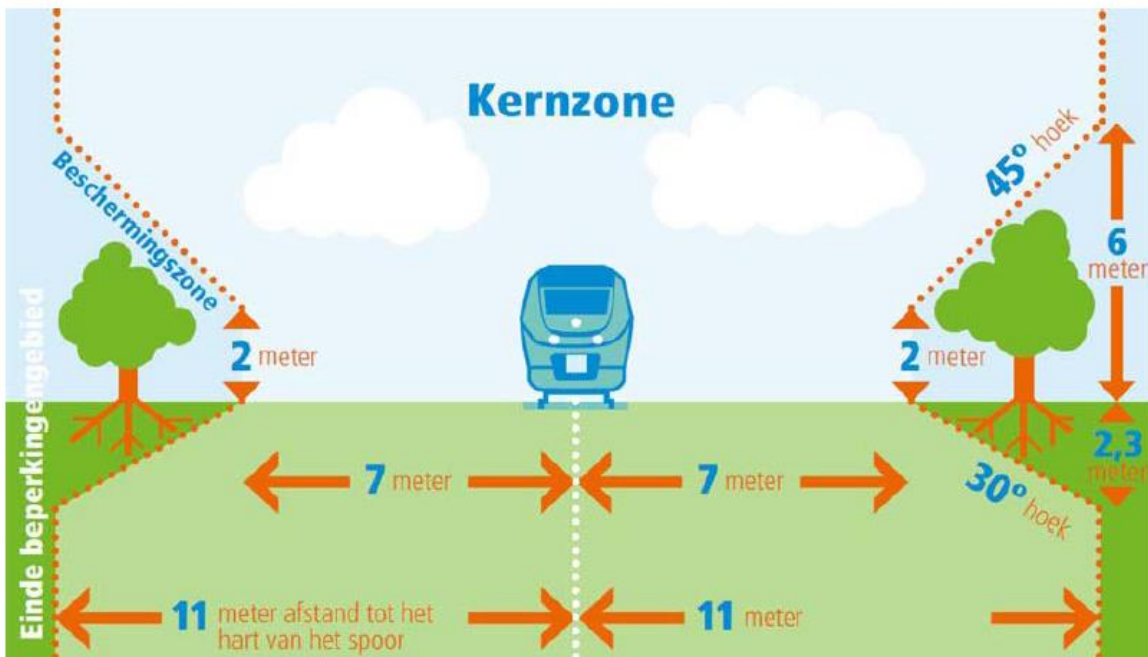 Kernzone
45° hoek
Beschermingszone
6
meter
2 meter
2 meter
2,3
meter
7 meter
7 meter
30° hoek
11 meter afstand tot het
hart van het spoor
11 meter
Einde beperkingengebied